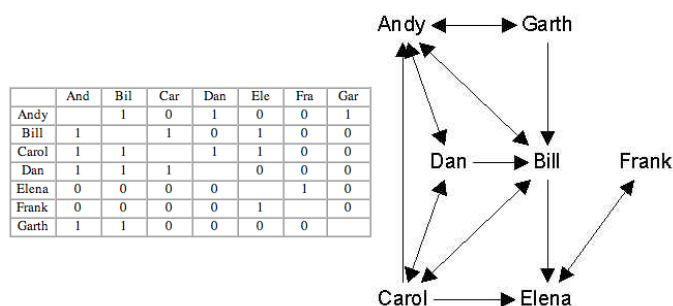 And Bil Car Dan Ele Fra Gar
Andy 1 0 1 0 0 1
Bill 1 1 0 1 0 0
Carol 1 1 1 1 0 0
Dan 1 1 1 0 0 0
Elena 0 0 0 0 1 0
Frank 0 0 0 0 1 0
Garth 1 1 0 0 0 0
Andy Garth
Dan Bill Frank
Carol Elena